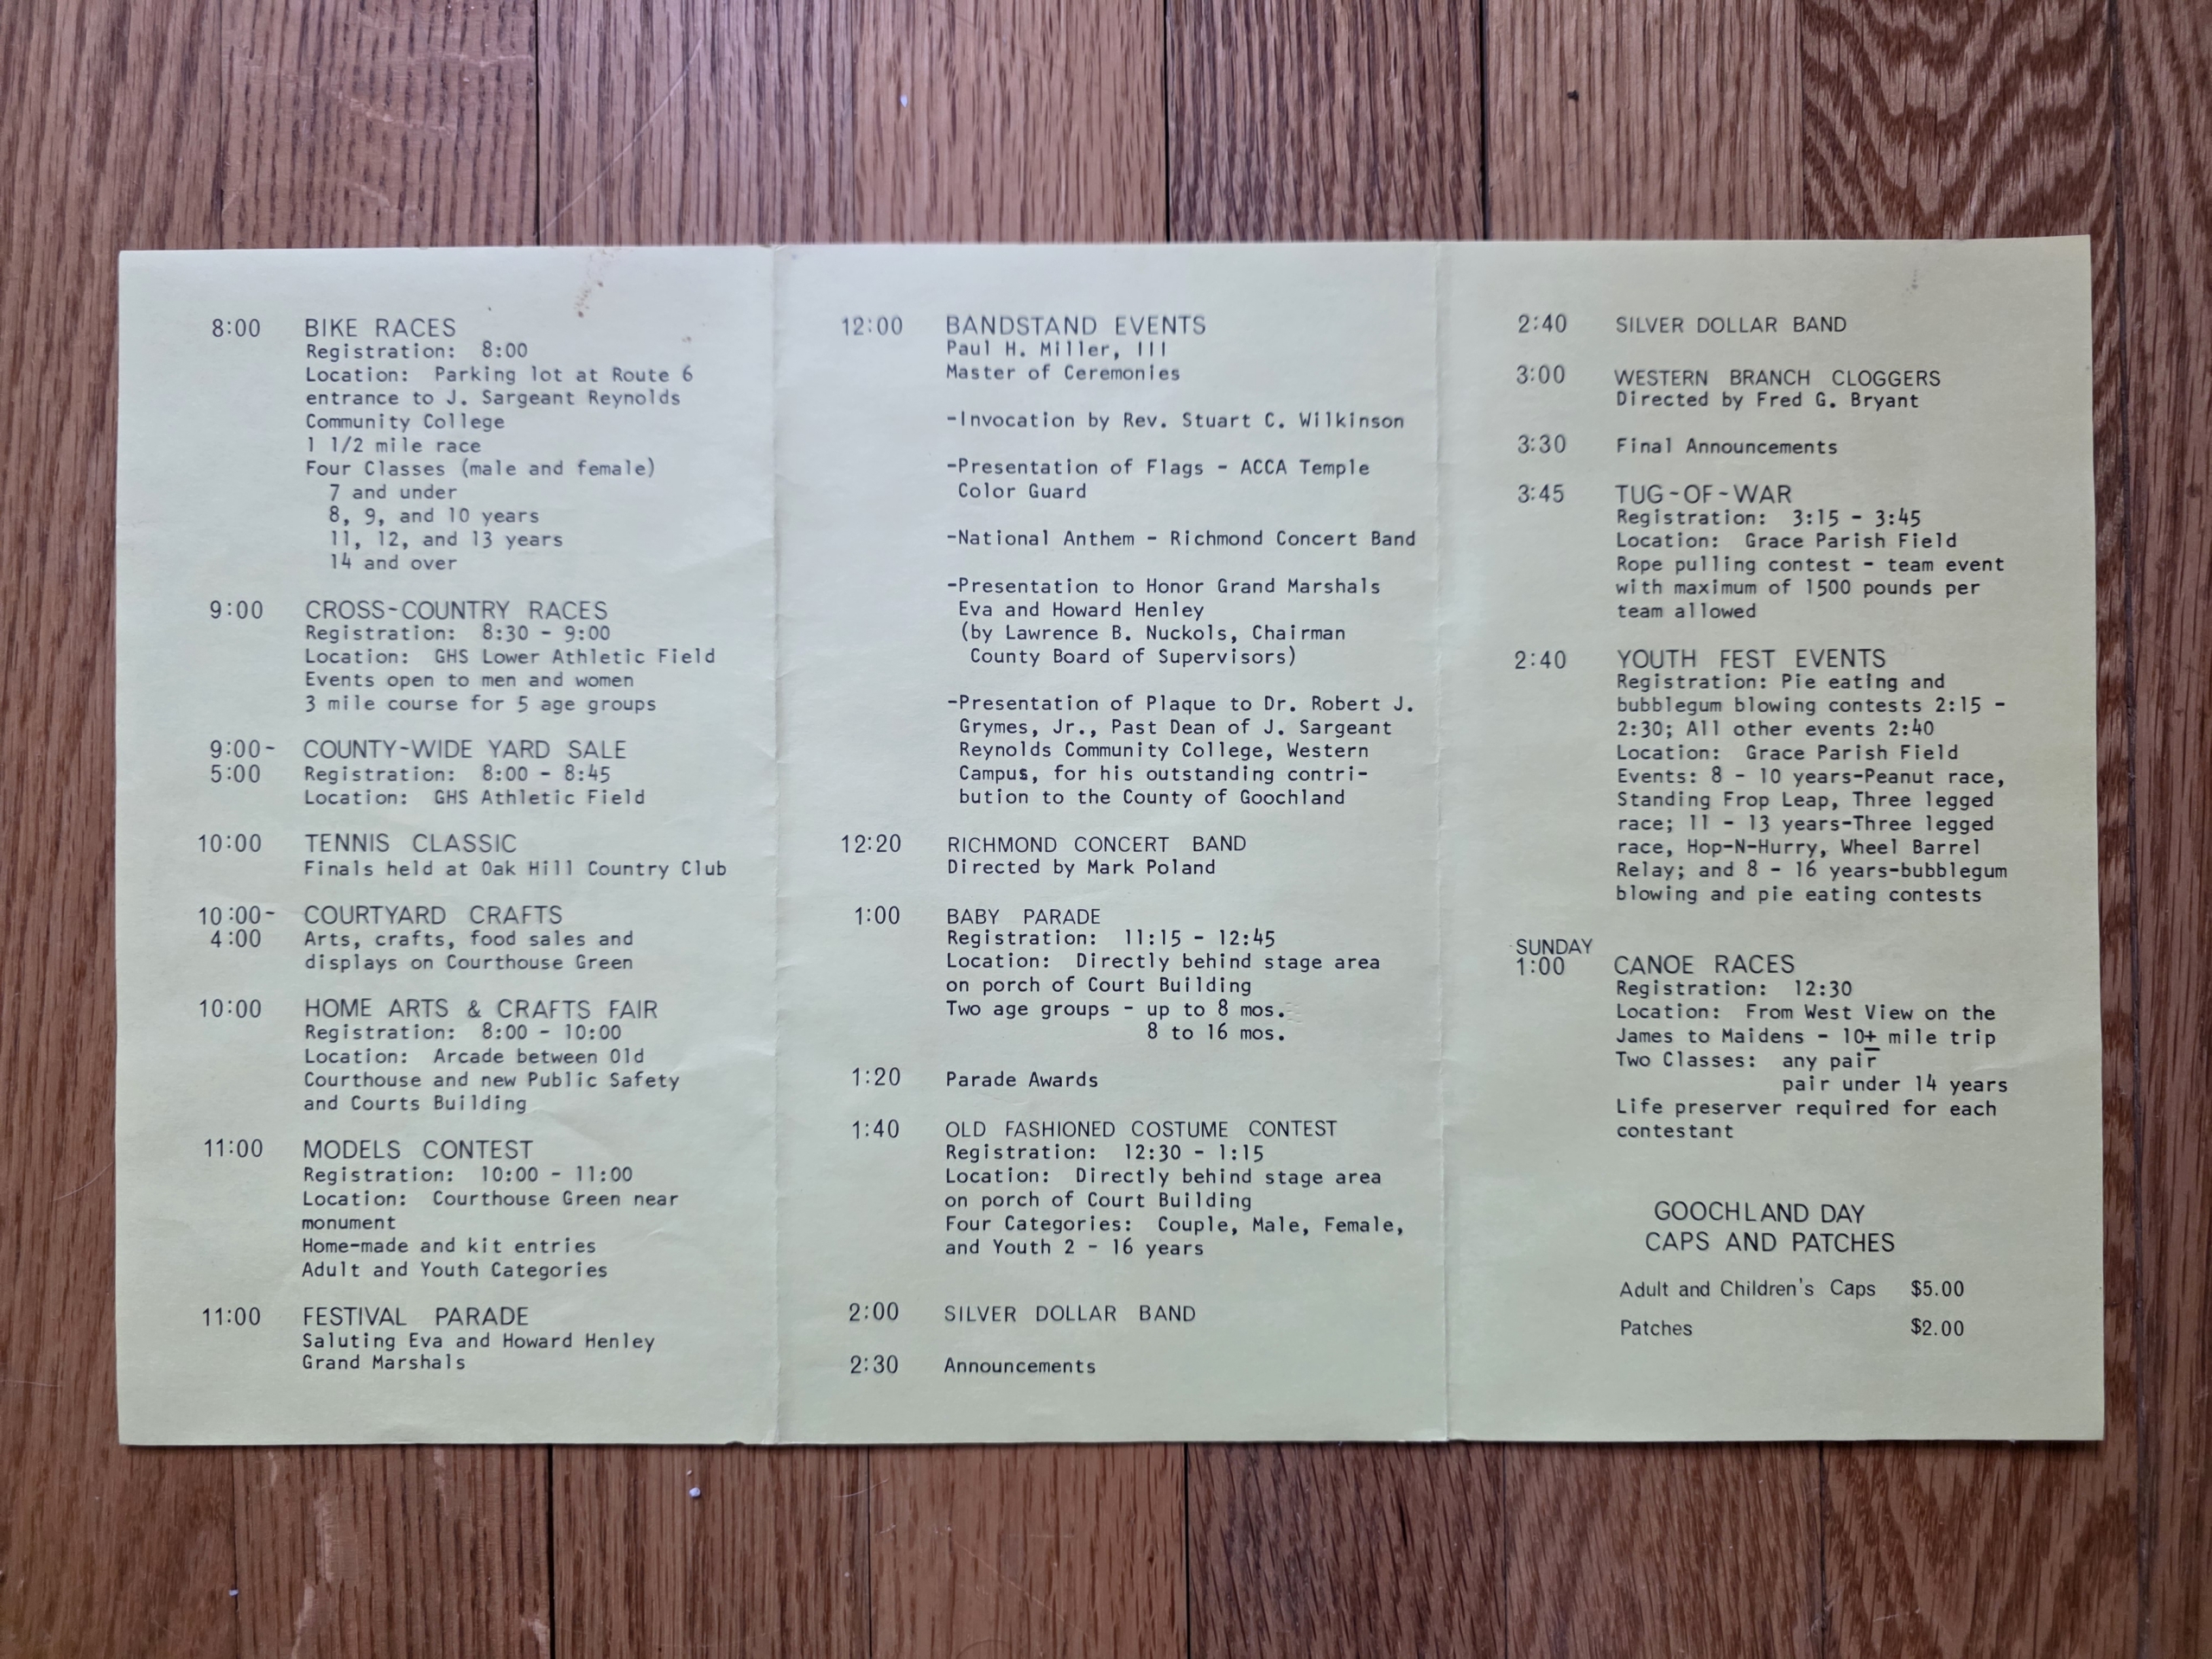 8:00 BIKE RACES
Registration: 8:00
Location: Parking lot at Route 6
entrance to J. Sargeant Reynolds
Community College
1 1/2 mile race
Four Classes (male and female)
7 and under
8, 9, and 10 years
11, 12, and 13 years
14 and over
9:00 CROSS-COUNTRY RACES
Registration: 8:30 - 9:00
Location: GHS Lower Athletic Field
Events open to men and women
3 mile course for 5 age groups
9:00- COUNTY-WIDE YARD SALE
5:00 Registration: 8:00 - 8:45
Location: GHS Athletic Field
10:00 TENNIS CLASSIC
Finals held at Oak Hill Country Club
10:00- COURTYARD CRAFTS
4:00 Arts, crafts, food sales and
displays on Courthouse Green
10:00 HOME ARTS & CRAFTS FAIR
Registration: 8:00 - 10:00
Location: Arcade between Old
Courthouse and new Public Safety
and Courts Building
11:00 MODELS CONTEST
Registration: 10:00 - 11:00
Location: Courthouse Green near
monument
Home-made and kit entries
Adult and Youth Categories
11:00 FESTIVAL PARADE
Saluting Eva and Howard Henley
Grand Marshals
12:00 BANDSTAND EVENTS
Paul H. Miller, III
Master of Ceremonies
-Invocation by Rev. Stuart C. Wilkinson
-Presentation of Flags - ACCA Temple
Color Guard
-National Anthem - Richmond Concert Band
-Presentation to Honor Grand Marshals
Eva and Howard Henley
(by Lawrence B. Nuckols, Chairman
County Board of Supervisors)
-Presentation of Plaque to Dr. Robert J.
Grymes, Jr., Past Dean of J. Sargeant
Reynolds Community College, Western
Campus, for his outstanding contri-
bution to the County of Goochland
12:20 RICHMOND CONCERT BAND
Directed by Mark Poland
1:00 BABY PARADE
Registration: 11:15 - 12:45
Location: Directly behind stage area
on porch of Court Building
Two age groups - up to 8 mos.
8 to 16 mos.
1:20 Parade Awards
1:40 OLD FASHIONED COSTUME CONTEST
Registration: 12:30 - 1:15
Location: Directly behind stage area
on porch of Court Building
Four Categories: Couple, Male, Female,
and Youth 2 - 16 years
2:00 SILVER DOLLAR BAND
2:30 Announcements
2:40 SILVER DOLLAR BAND
3:00 WESTERN BRANCH CLOGGERS
Directed by Fred G. Bryant
3:30 Final Announcements
3:45 TUG-OF-WAR
Registration: 3:15 - 3:45
Location: Grace Parish Field
Rope pulling contest - team event
with maximum of 1500 pounds per
team allowed
2:40 YOUTH FEST EVENTS
Registration: Pie eating and
bubblegum blowing contests 2:15 -
2:30; All other events 2:40
Location: Grace Parish Field
Events: 8 - 10 years-Peanut race,
Standing Frop Leap, Three legged
race; 11 - 13 years-Three legged
race, Hop-N-Hurry, Wheel Barrel
Relay; and 8 - 16 years-bubblegum
blowing and pie eating contests
SUNDAY
1:00 CANOE RACES
Registration: 12:30
Location: From West View on the
James to Maidens - 10± mile trip
Two Classes: any pair
pair under 14 years
Life preserver required for each
contestant
GOOCHLAND DAY
CAPS AND PATCHES
Adult and Children's Caps $5.00
Patches $2.00